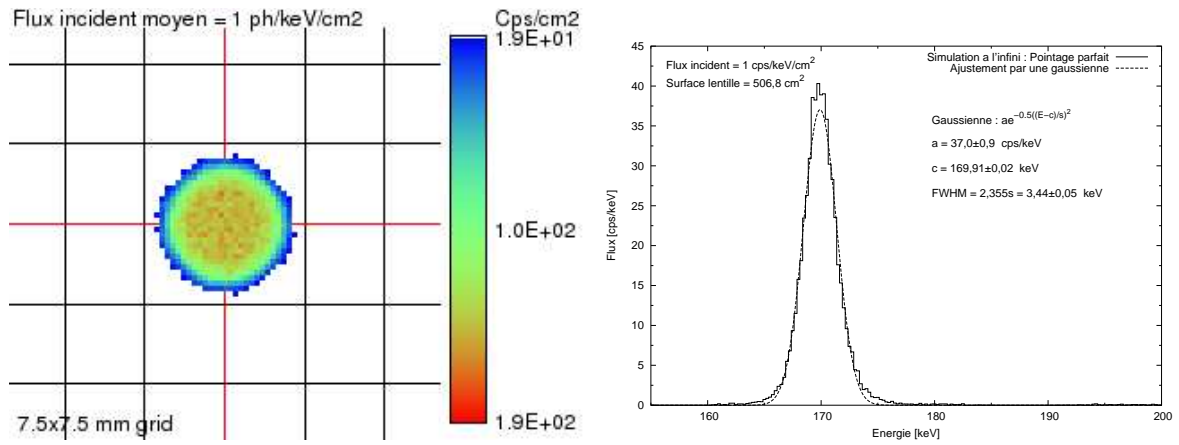 Flux incident moyen = 1 ph/keV/cm2
Cps/cm2
1.9E+01
1.0E+02
1.9E+02
7.5x7.5 mm grid
Flux incident = 1 cps/keV/cm²
Surface lentille = 506,8 cm²
Simulation a l'infini : Pointage parfait
Ajustement par une gaussienne
Gaussienne : ae^-0.5((E-c)/s)²
a = 37,0±0,9 cps/keV
c = 169,91±0,02 keV
FWHM = 2,355s = 3,44±0,05 keV
Flux [cps/keV]
45
40
35
30
25
20
15
10
5
0
160 170 180 190 200
Energie [keV]